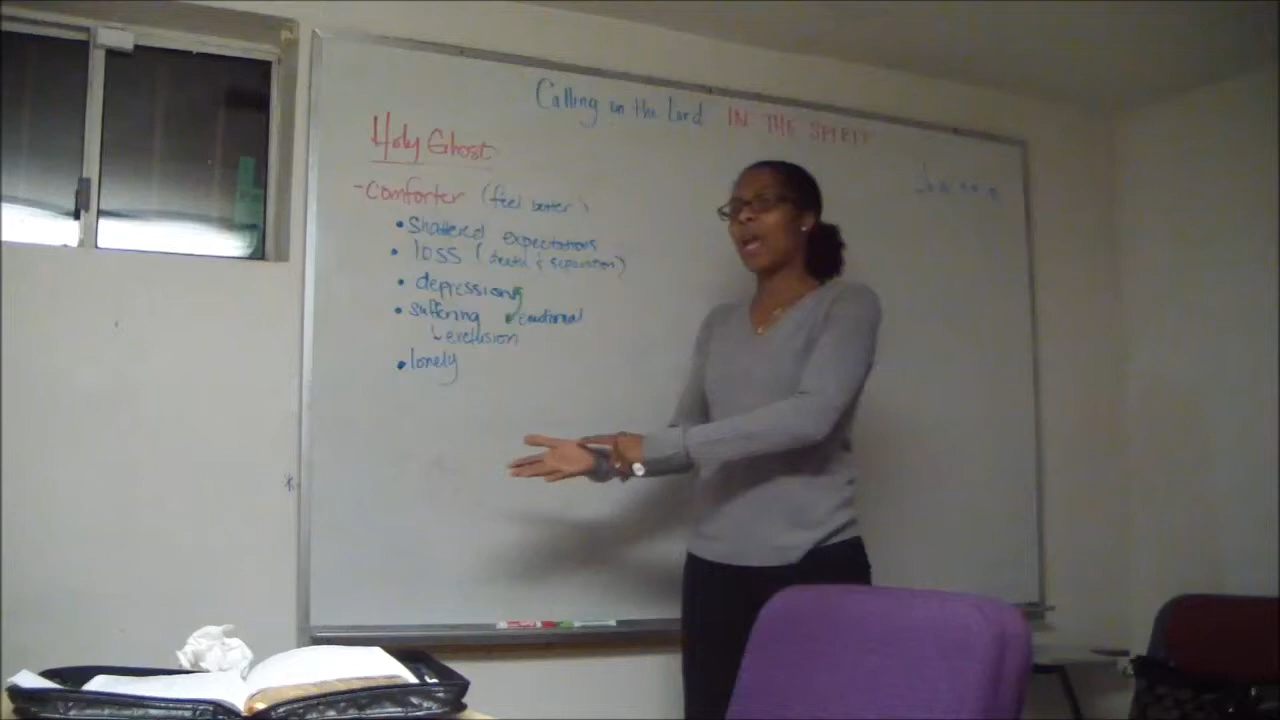 Calling on the Lord IN THE SPIRIT
Holy Ghost
- Comforter (feel better)
• Shattered expectations
• loss (death & separation)
• depression
• suffering emotional
↳ exclusion
• lonely